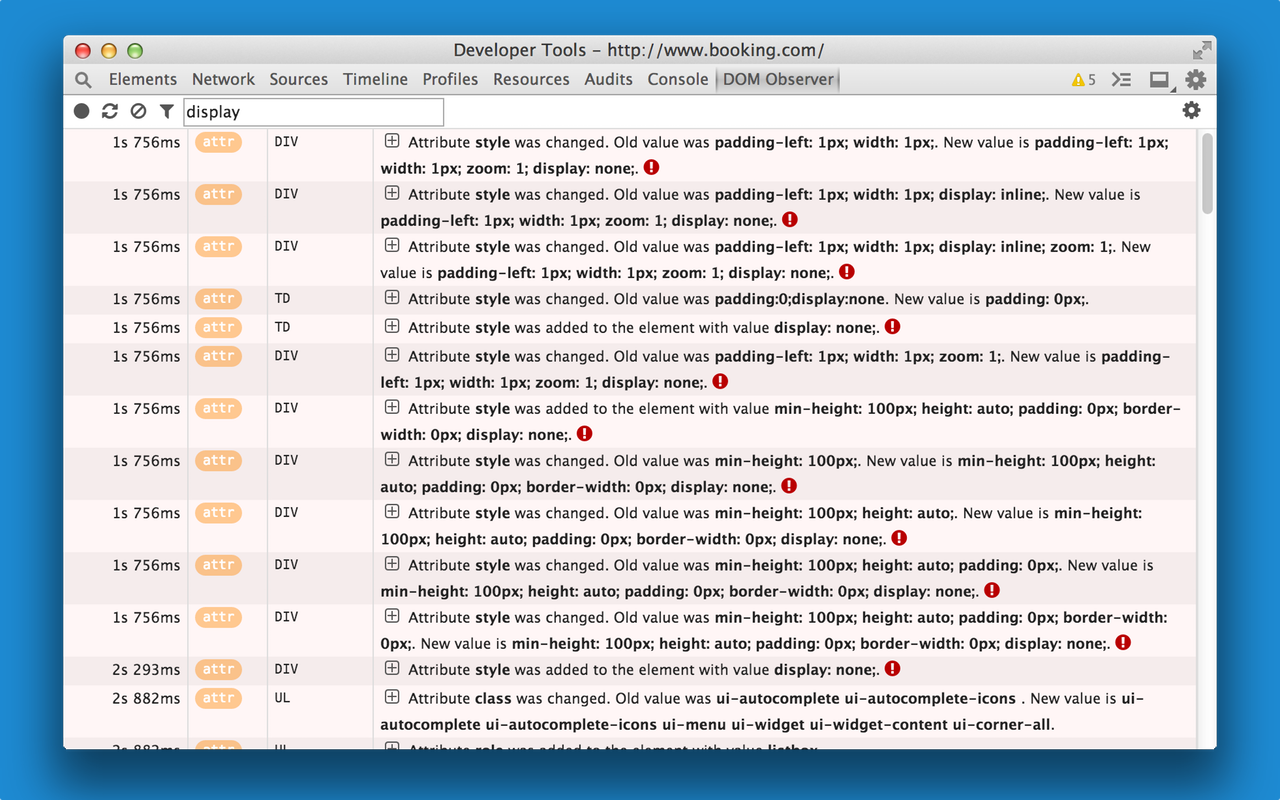 Developer Tools – http://www.booking.com/
Elements Network Sources Timeline Profiles Resources Audits Console DOM Observer 5
display
1s 756ms attr DIV Attribute style was changed. Old value was padding-left: 1px; width: 1px;. New value is padding-left: 1px;
width: 1px; zoom: 1; display: none;.
1s 756ms attr DIV Attribute style was changed. Old value was padding-left: 1px; width: 1px; display: inline;. New value is
padding-left: 1px; width: 1px; zoom: 1; display: none;.
1s 756ms attr DIV Attribute style was changed. Old value was padding-left: 1px; width: 1px; display: inline; zoom: 1;. New
value is padding-left: 1px; width: 1px; zoom: 1; display: none;.
1s 756ms attr TD Attribute style was changed. Old value was padding:0;display:none. New value is padding: 0px;.
1s 756ms attr TD Attribute style was added to the element with value display: none;.
1s 756ms attr DIV Attribute style was changed. Old value was padding-left: 1px; width: 1px; zoom: 1;. New value is padding-
left: 1px; width: 1px; zoom: 1; display: none;.
1s 756ms attr DIV Attribute style was added to the element with value min-height: 100px; height: auto; padding: 0px; border-
width: 0px; display: none;.
1s 756ms attr DIV Attribute style was changed. Old value was min-height: 100px;. New value is min-height: 100px; height:
auto; padding: 0px; border-width: 0px; display: none;.
1s 756ms attr DIV Attribute style was changed. Old value was min-height: 100px; height: auto;. New value is min-height:
100px; height: auto; padding: 0px; border-width: 0px; display: none;.
1s 756ms attr DIV Attribute style was changed. Old value was min-height: 100px; height: auto; padding: 0px;. New value is
min-height: 100px; height: auto; padding: 0px; border-width: 0px; display: none;.
1s 756ms attr DIV Attribute style was changed. Old value was min-height: 100px; height: auto; padding: 0px; border-width:
0px;. New value is min-height: 100px; height: auto; padding: 0px; border-width: 0px; display: none;.
2s 293ms attr DIV Attribute style was added to the element with value display: none;.
2s 882ms attr UL Attribute class was changed. Old value was ui-autocomplete ui-autocomplete-icons . New value is ui-
autocomplete ui-autocomplete-icons ui-menu ui-widget ui-widget-content ui-corner-all.
2s 882ms attr UL Attribute role was added to the element with value listbox.